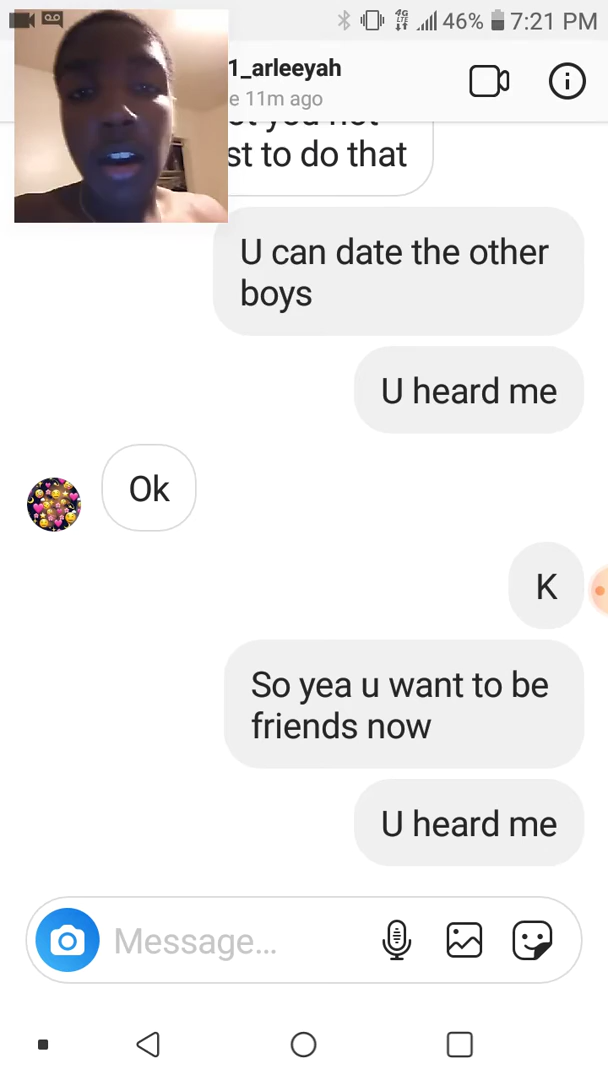 46% 7:21 PM
1_arleeyah
e 11m ago
st to do that
U can date the other
boys
U heard me
Ok
K
So yea u want to be
friends now
U heard me
Message...